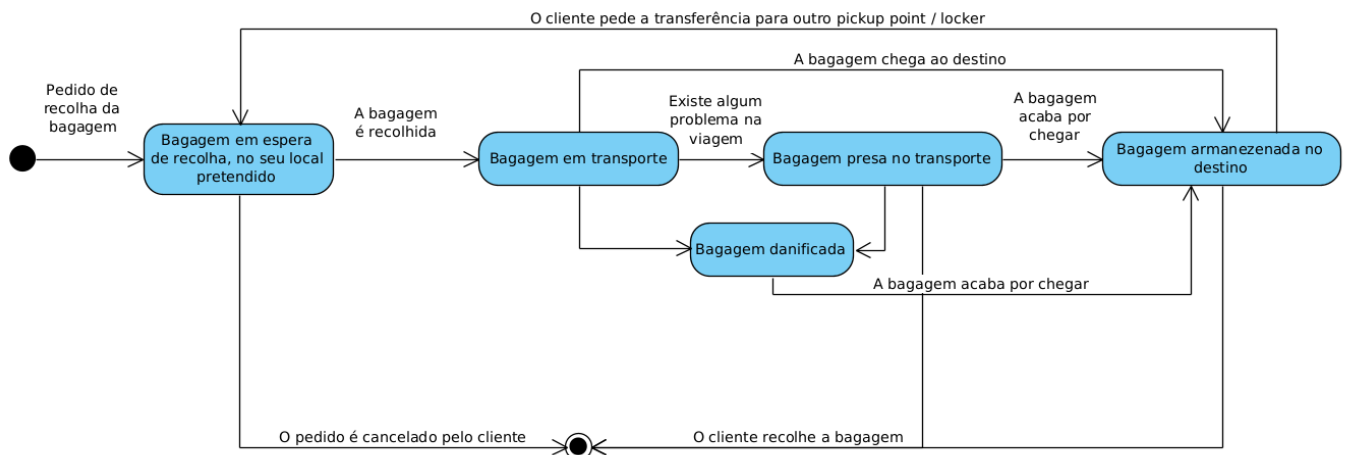 O cliente pede a transferência para outro pickup point / locker
A bagagem chega ao destino
Pedido de
recolha da
bagagem
A bagagem
é recolhida
Existe algum
problema na
viagem
A bagagem
acaba por
chegar
Bagagem em espera
de recolha, no seu local
pretendido
Bagagem em transporte
Bagagem presa no transporte
Bagagem armanezenada no
destino
Bagagem danificada
A bagagem acaba por chegar
O pedido é cancelado pelo cliente
O cliente recolhe a bagagem